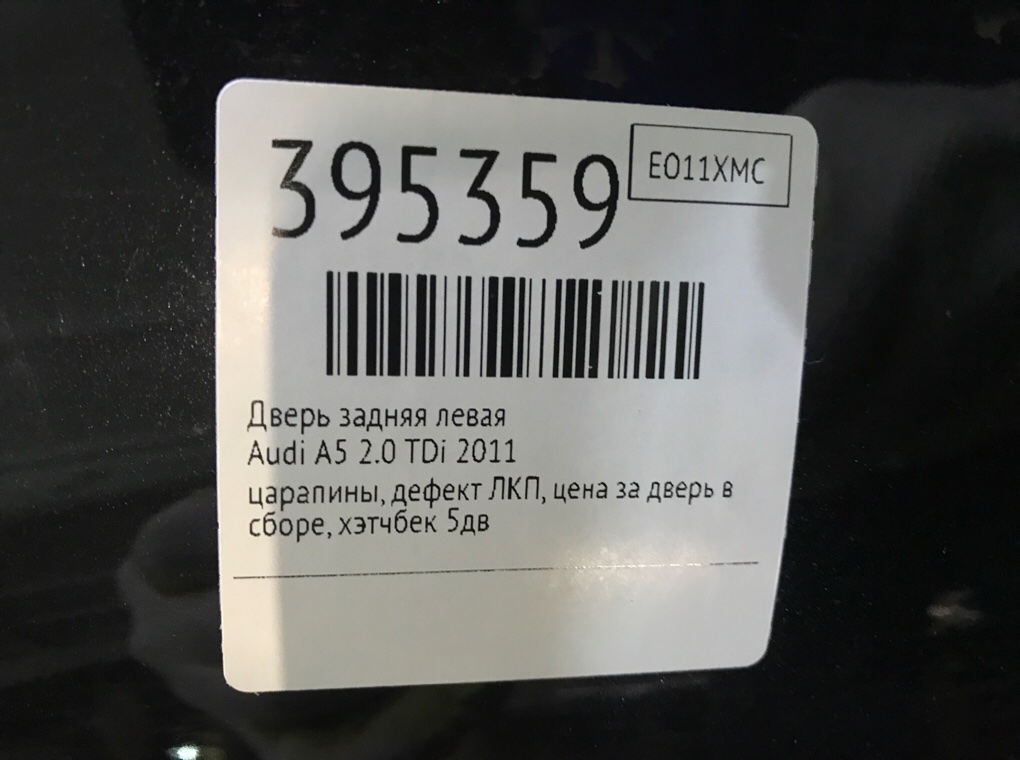 395359
E011XMC
Дверь задняя левая
Audi A5 2.0 TDi 2011
царапины, дефект ЛКП, цена за дверь в
сборе, хэтчбек 5дв